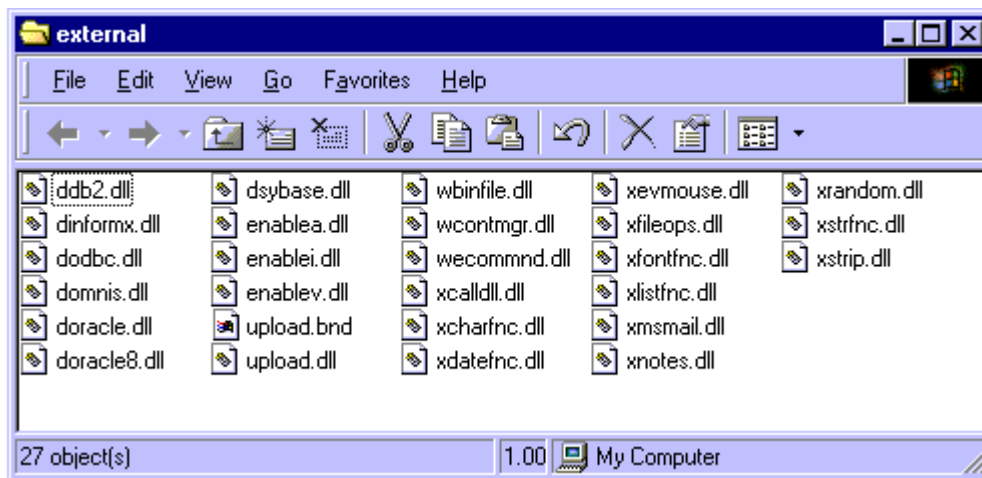 external
File Edit View Go Favorites Help
ddb2.dll dsybase.dll wbinfile.dll xevmouse.dll xrandom.dll
dinformx.dll enablea.dll wcontmgr.dll xfileops.dll xstrfnc.dll
dodbc.dll enablei.dll wecommnd.dll xfontfnc.dll xstrip.dll
domnis.dll enablev.dll xcalldll.dll xlistfnc.dll
doracle.dll upload.bnd xcharfnc.dll xmsmail.dll
doracle8.dll upload.dll xdatefnc.dll xnotes.dll
27 object(s) 1.00 My Computer